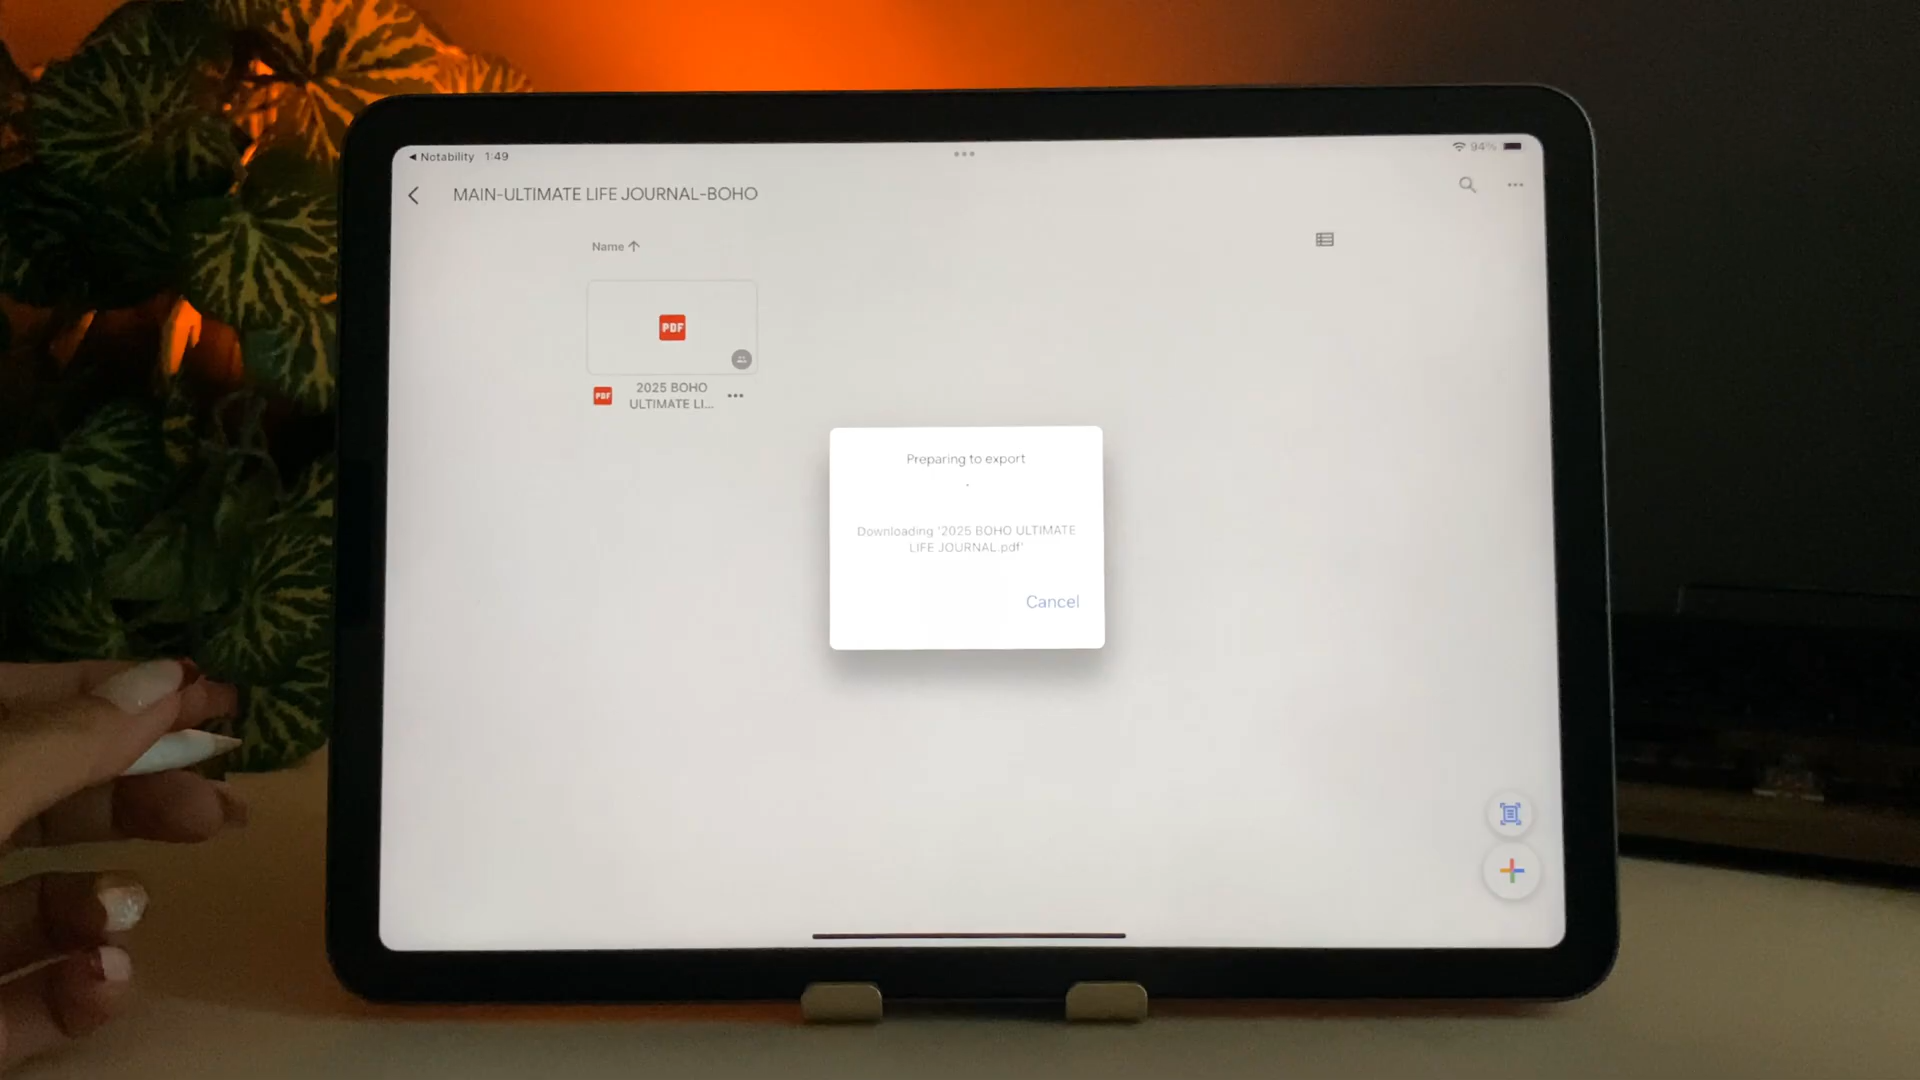 ◀ Notability 1:49
94%
MAIN-ULTIMATE LIFE JOURNAL-BOHO
Name ↑
PDF
PDF
2025 BOHO
ULTIMATE LI...
Preparing to export
Downloading '2025 BOHO ULTIMATE
LIFE JOURNAL.pdf'
Cancel